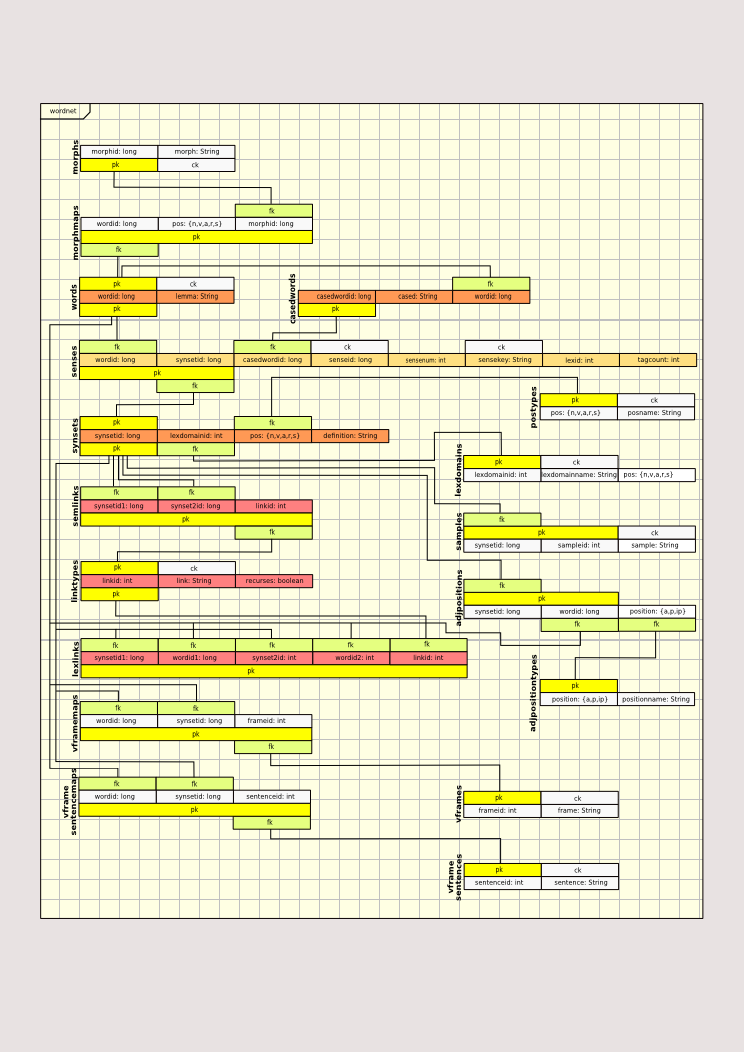 wordnet
morphs
morphid: long morph: String
pk ck
morphmaps
fk
wordid: long pos: {n,v,a,r,s} morphid: long
pk
fk
words
pk ck
wordid: long lemma: String
pk
casedwords
fk
casedwordid: long cased: String wordid: long
pk
senses
fk fk ck ck
wordid: long synsetid: long casedwordid: long senseid: long sensenum: int sensekey: String lexid: int tagcount: int
pk
fk
postypes
pk ck
pos: {n,v,a,r,s} posname: String
synsets
pk fk
synsetid: long lexdomainid: int pos: {n,v,a,r,s} definition: String
pk fk
lexdomains
pk ck
lexdomainid: int lexdomainname: String pos: {n,v,a,r,s}
semlinks
fk fk
synsetid1: long synset2id: long linkid: int
pk
fk
samples
fk
pk ck
synsetid: long sampleid: int sample: String
linktypes
pk ck
linkid: int link: String recurses: boolean
pk
adjpositions
fk
pk
synsetid: long wordid: long position: {a,p,ip}
fk fk
lexlinks
fk fk fk fk fk
synsetid1: long wordid1: long synset2id: int wordid2: int linkid: int
pk
adjpositiontypes
pk
position: {a,p,ip} positionname: String
vframemaps
fk fk
wordid: long synsetid: long frameid: int
pk
fk
vframe
sentencemaps
fk fk
wordid: long synsetid: long sentenceid: int
pk
fk
vframes
pk ck
frameid: int frame: String
vframe
sentences
pk ck
sentenceid: int sentence: String